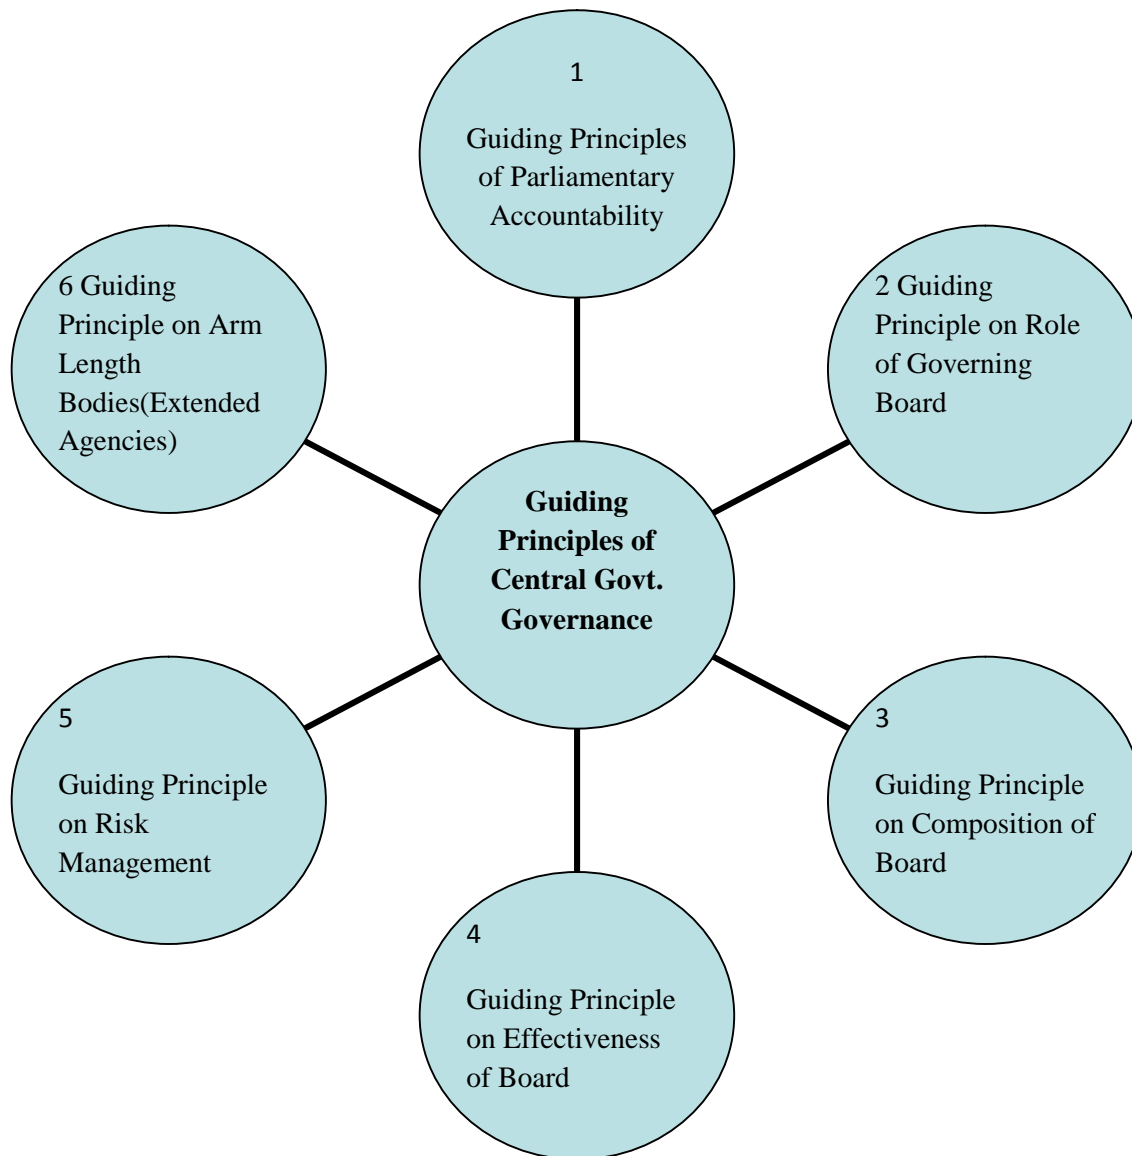 1
Guiding Principles
of Parliamentary
Accountability
2 Guiding
Principle on Role
of Governing
Board
3
Guiding Principle
on Composition of
Board
4
Guiding Principle
on Effectiveness
of Board
5
Guiding Principle
on Risk
Management
6 Guiding
Principle on Arm
Length
Bodies(Extended
Agencies)
Guiding
Principles of
Central Govt.
Governance